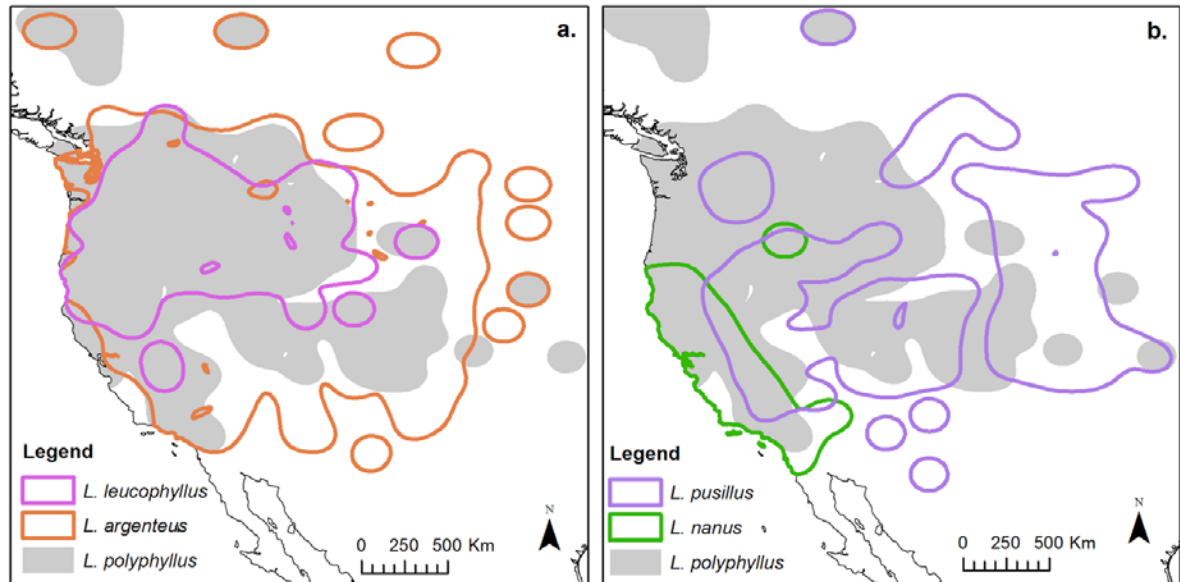 a.
Legend
L. leucophyllus
L. argenteus
L. polyphyllus
N
0 250 500 Km
b.
Legend
L. pusillus
L. nanus
L. polyphyllus
N
0 250 500 Km